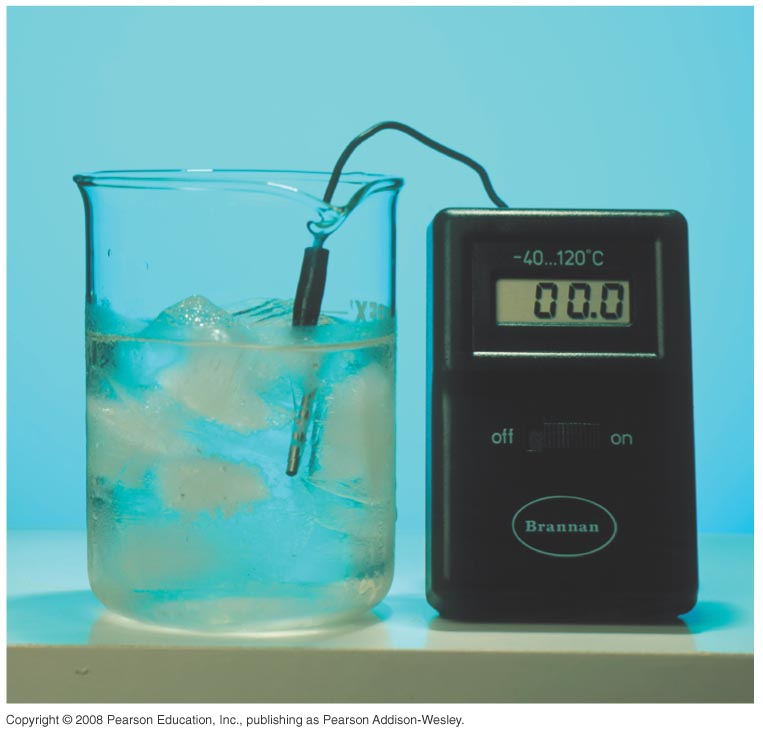 -40...120°C
00.0
off on
Brannan
Copyright © 2008 Pearson Education, Inc., publishing as Pearson Addison-Wesley.